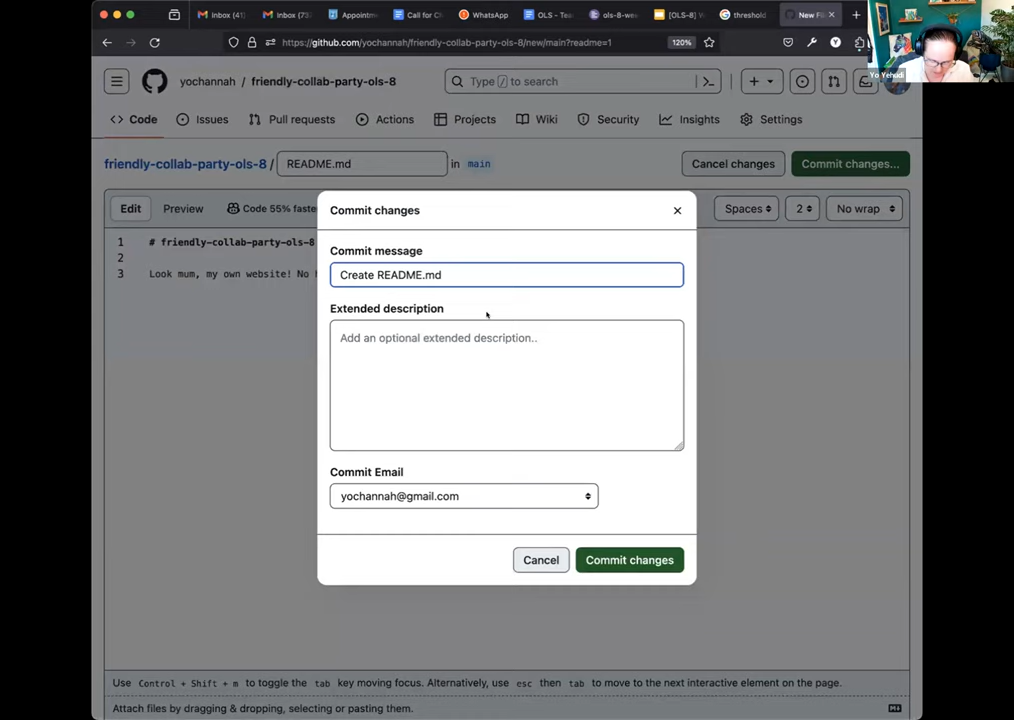 Inbox (41)
Inbox (73
Appointm
Call for C
WhatsApp
OLS - Tea
ols-8-we
[OLS-8]
threshold
New Fi
https://github.com/yochannah/friendly-collab-party-ols-8/new/main?readme=1
120%
Yo Yehudi
yochannah / friendly-collab-party-ols-8
Type / to search
Code
Issues
Pull requests
Actions
Projects
Wiki
Security
Insights
Settings
friendly-collab-party-ols-8 / README.md in main
Cancel changes
Commit changes...
Edit
Preview
Code 55% faste
Spaces
2
No wrap
1 # friendly-collab-party-ols-8
2
3 Look mum, my own website! No
Commit changes
Commit message
Create README.md
Extended description
Add an optional extended description..
Commit Email
yochannah@gmail.com
Cancel
Commit changes
Use Control + Shift + m to toggle the tab key moving focus. Alternatively, use esc then tab to move to the next interactive element on the page.
Attach files by dragging & dropping, selecting or pasting them.